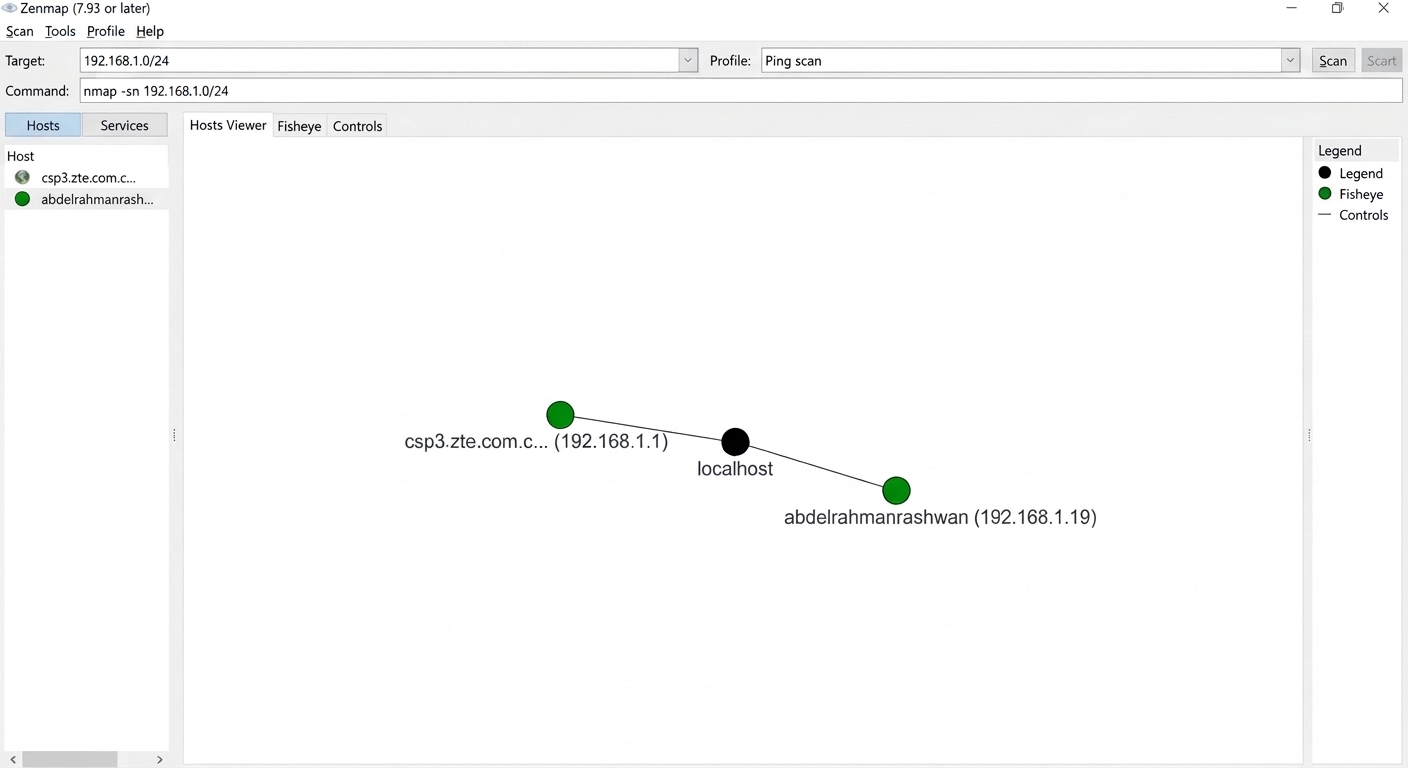 Zenmap (7.93 or later)
Scan Tools Profile Help
Target: 192.168.1.0/24 Profile: Ping scan Scan Scart
Command: nmap -sn 192.168.1.0/24
Hosts Services
Hosts Viewer Fisheye Controls
Host
csp3.zte.com.c...
abdelrahmanrash...
csp3.zte.com.c... (192.168.1.1)
localhost
abdelrahmanrashwan (192.168.1.19)
Legend
Legend
Fisheye
Controls